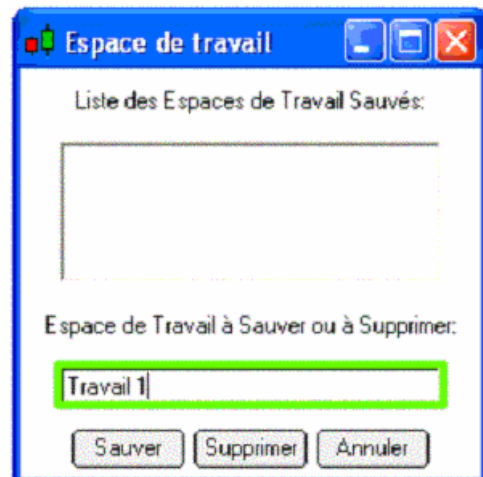 Espace de travail
Liste des Espaces de Travail Sauvés:
Espace de Travail à Sauver ou à Supprimer:
Travail 1
Sauver Supprimer Annuler